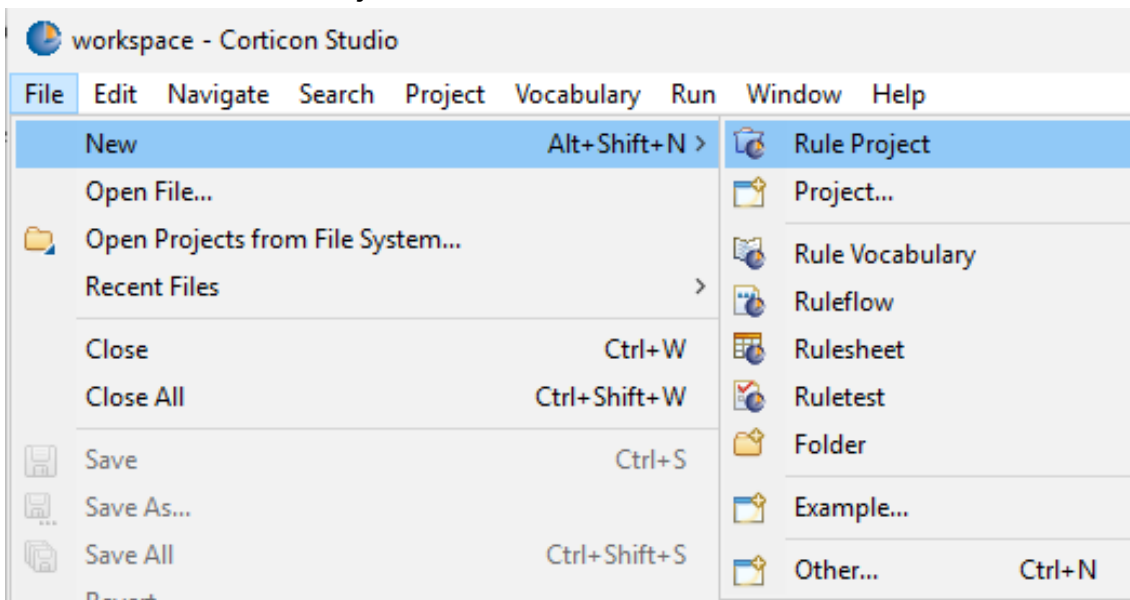 workspace - Corticon Studio
File Edit Navigate Search Project Vocabulary Run Window Help
New Alt+Shift+N >
Open File...
Open Projects from File System...
Recent Files >
Close Ctrl+W
Close All Ctrl+Shift+W
Save Ctrl+S
Save As...
Save All Ctrl+Shift+S
Rule Project
Project...
Rule Vocabulary
Ruleflow
Rulesheet
Ruletest
Folder
Example...
Other... Ctrl+N